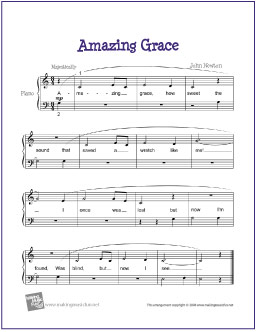 Amazing Grace
Majestically
John Newton
Piano
A - ma - zing grace, how sweet the
sound that saved a wretch like me!
I once was lost but now I'm
found. Was blind, but now I see.
www.makingmusicfun.net
This arrangement copyright © 2008 www.makingmusicfun.net